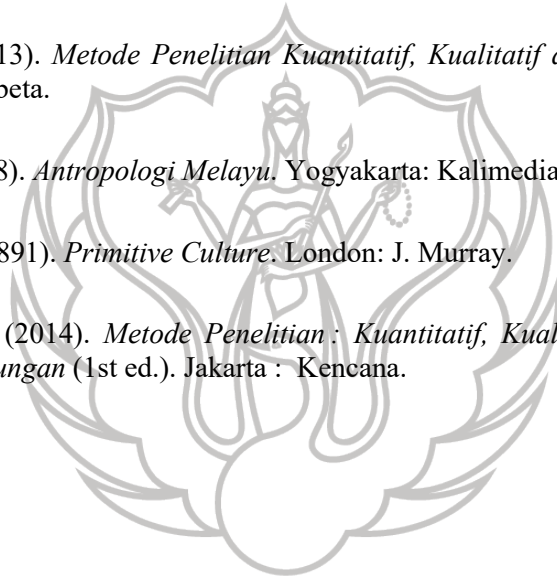 13). Metode Penelitian Kuantitatif, Kualitatif
beta.
8). Antropologi Melayu. Yogyakarta: Kalimedia
891). Primitive Culture. London: J. Murray.
(2014). Metode Penelitian : Kuantitatif, Kual
ungan (1st ed.). Jakarta : Kencana.